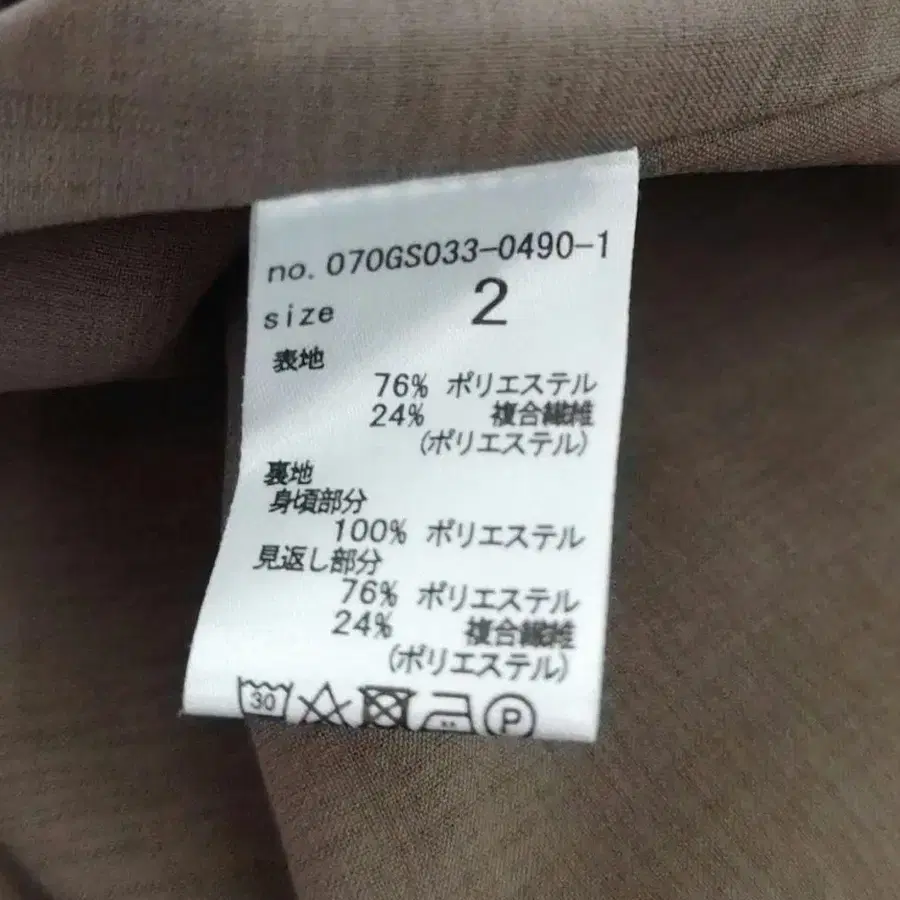 no. 070GS033-0490-1
size 2
表地
76% ポリエステル
24% 複合繊維
(ポリエステル)
裏地
身頃部分
100% ポリエステル
見返し部分
76% ポリエステル
24% 複合繊維
(ポリエステル)
30 P